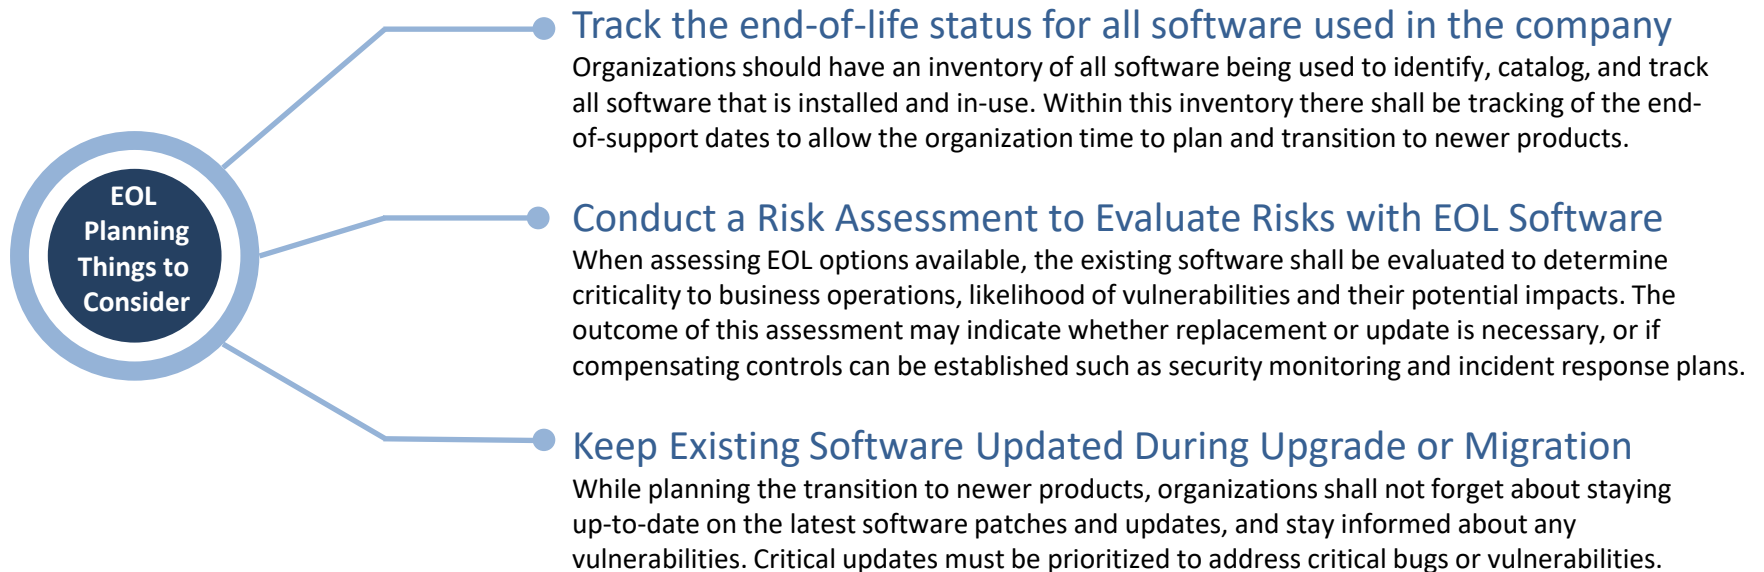 EOL
Planning
Things to
Consider
Track the end-of-life status for all software used in the company
Organizations should have an inventory of all software being used to identify, catalog, and track
all software that is installed and in-use. Within this inventory there shall be tracking of the end-
of-support dates to allow the organization time to plan and transition to newer products.
Conduct a Risk Assessment to Evaluate Risks with EOL Software
When assessing EOL options available, the existing software shall be evaluated to determine
criticality to business operations, likelihood of vulnerabilities and their potential impacts. The
outcome of this assessment may indicate whether replacement or update is necessary, or if
compensating controls can be established such as security monitoring and incident response plans.
Keep Existing Software Updated During Upgrade or Migration
While planning the transition to newer products, organizations shall not forget about staying
up-to-date on the latest software patches and updates, and stay informed about any
vulnerabilities. Critical updates must be prioritized to address critical bugs or vulnerabilities.